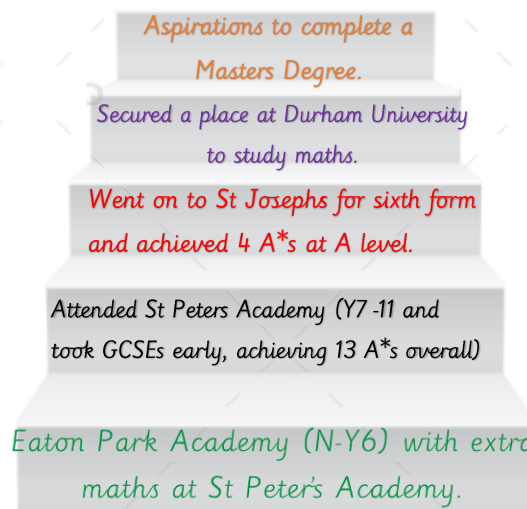 Aspirations to complete a
Masters Degree.
Secured a place at Durham University
to study maths.
Went on to St Josephs for sixth form
and achieved 4 A*s at A level.
Attended St Peters Academy (Y7-11 and
took GCSEs early, achieving 13 A*s overall)
Eaton Park Academy (N-Y6) with extra
maths at St Peter's Academy.